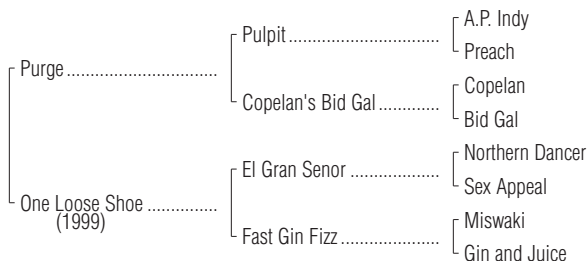 A.P. Indy
Pulpit................................
Preach
Purge ................................
Copelan
Copelan's Bid Gal.............
Bid Gal
Northern Dancer
El Gran Senor ...................
Sex Appeal
One Loose Shoe ...............
(1999)
Miswaki
Fast Gin Fizz.....................
Gin and Juice